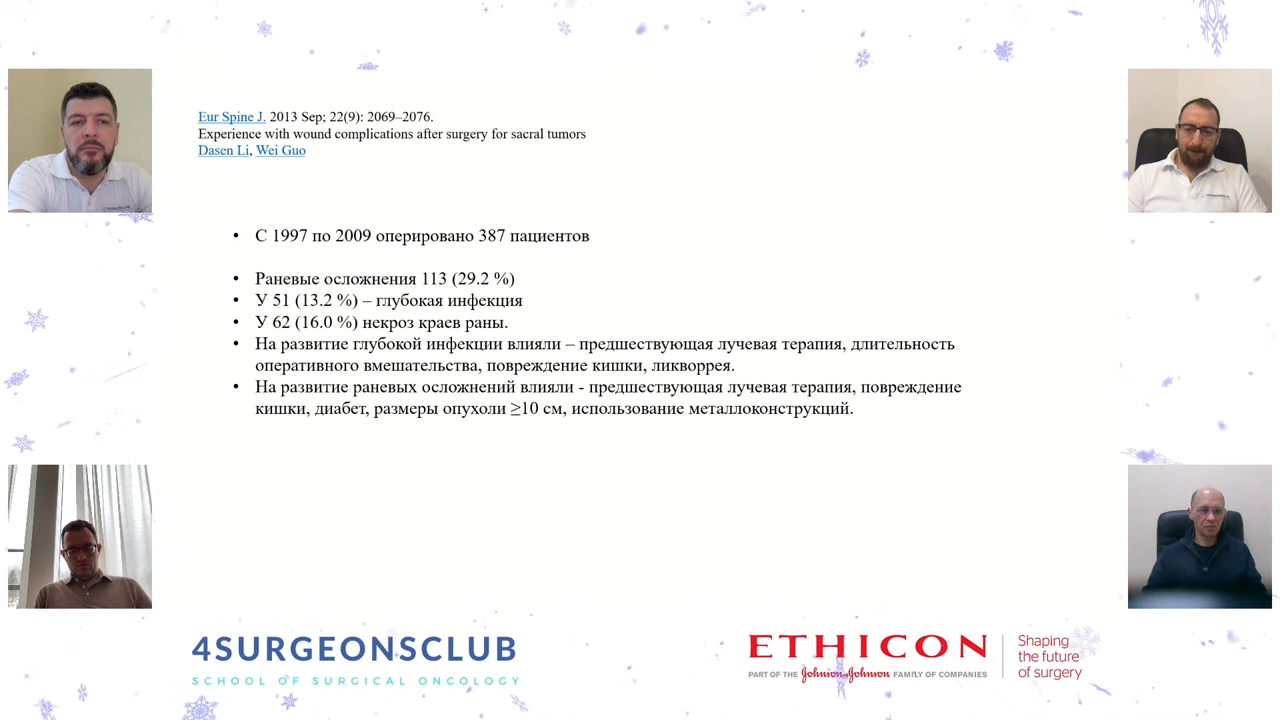 Eur Spine J. 2013 Sep; 22(9): 2069–2076.
Experience with wound complications after surgery for sacral tumors
Dasen Li, Wei Guo
• С 1997 по 2009 оперировано 387 пациентов
• Раневые осложнения 113 (29.2 %)
• У 51 (13.2 %) – глубокая инфекция
• У 62 (16.0 %) некроз краев раны.
• На развитие глубокой инфекции влияли – предшествующая лучевая терапия, длительность
оперативного вмешательства, повреждение кишки, ликворрея.
• На развитие раневых осложнений влияли - предшествующая лучевая терапия, повреждение
кишки, диабет, размеры опухоли ≥10 см, использование металлоконструкций.
4SURGEONSCLUB
SCHOOL OF SURGICAL ONCOLOGY
ETHICON
PART OF THE Johnson & Johnson FAMILY OF COMPANIES
Shaping
the future
of surgery